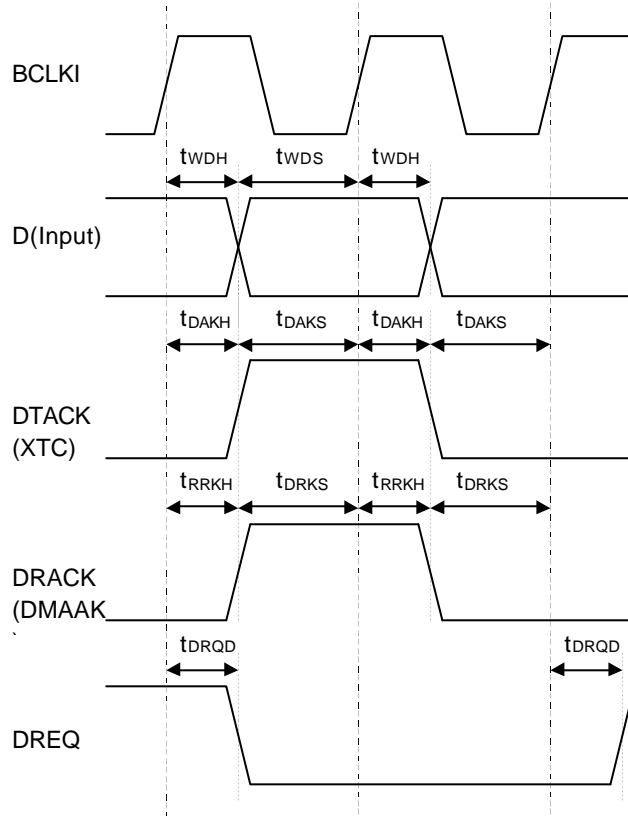 BCLKI
tWDH tWDS tWDH
D(Input)
tDAKH tDAKS tDAKH tDAKS
DTACK
(XTC)
tRRKH tDRKS tRRKH tDRKS
DRACK
(DMAAK
)
tDRQD tDRQD
DREQ